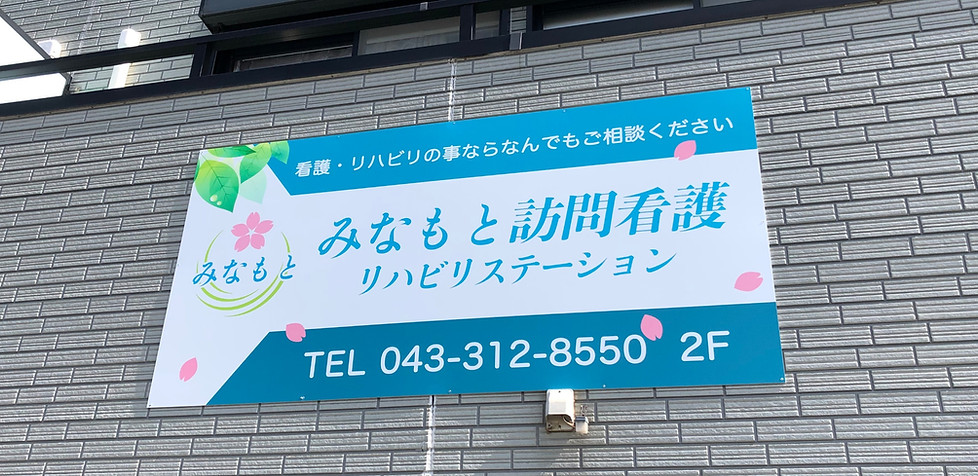 看護・リハビリの事ならなんでもご相談ください
みなもと訪問看護
リハビリステーション
みなもと
TEL 043-312-8550 2F